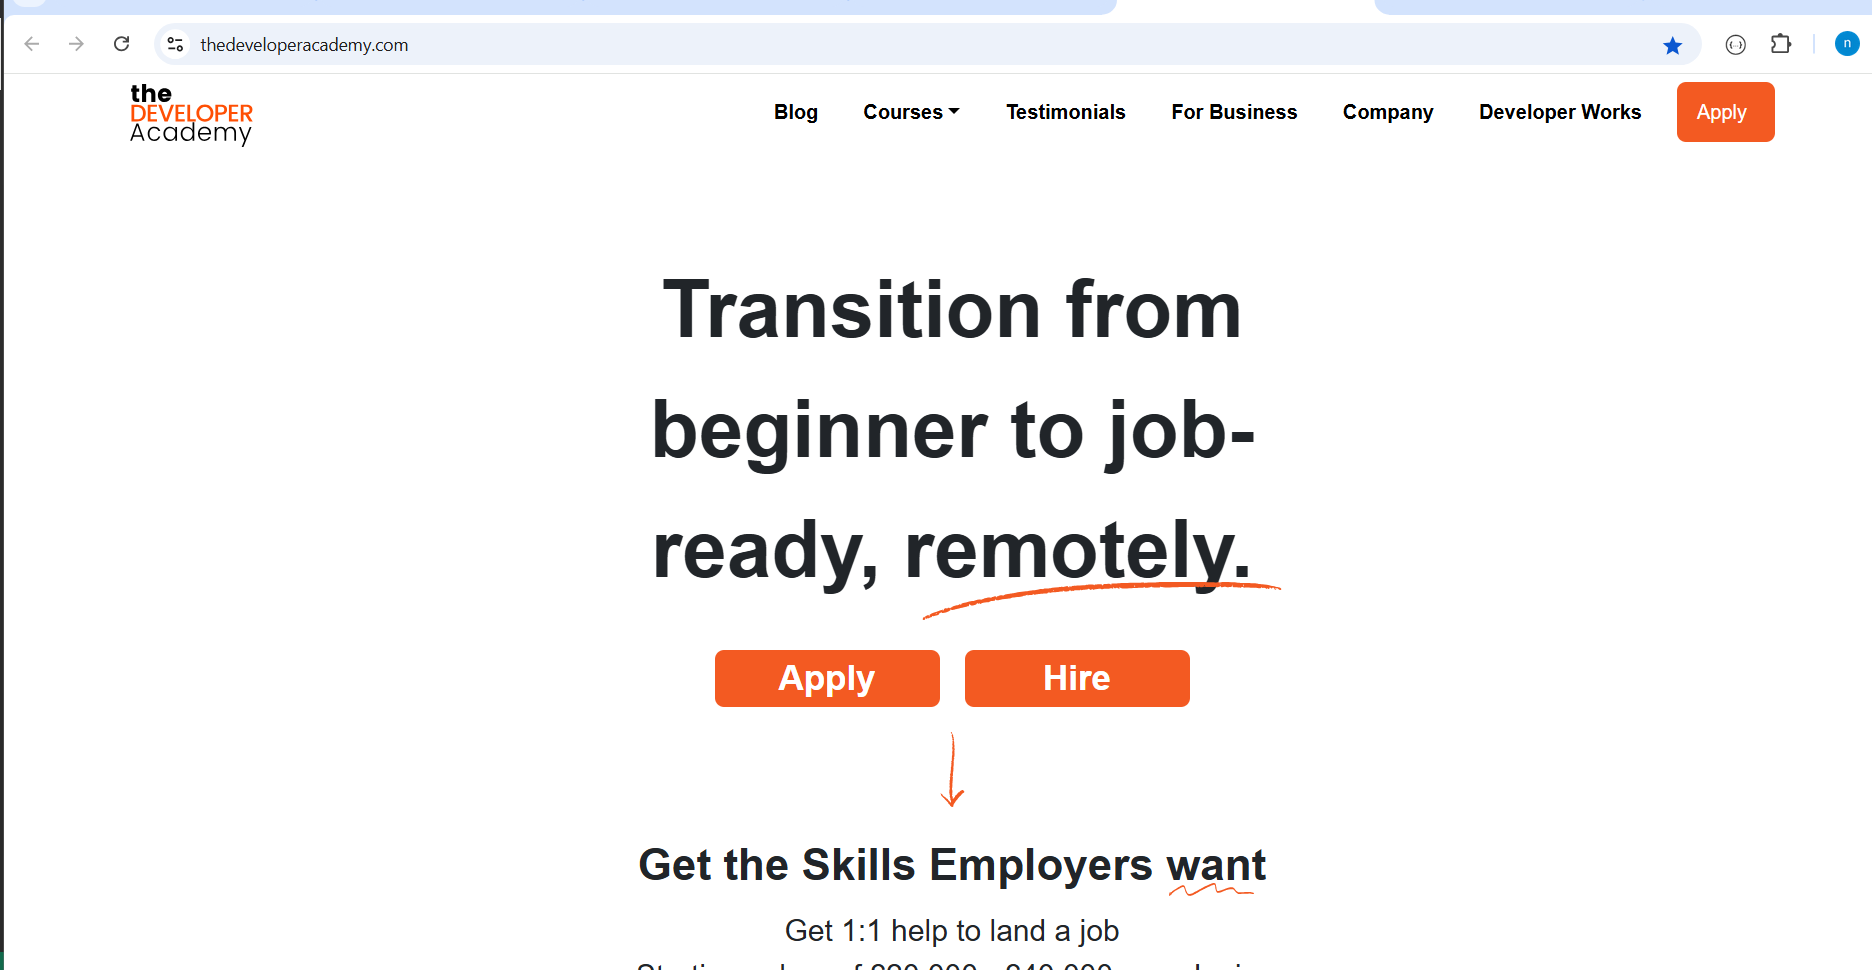 thedeveloperacademy.com
n
the
DEVELOPER
Academy
Blog Courses Testimonials For Business Company Developer Works Apply
Transition from
beginner to job-
ready, remotely.
Apply Hire
Get the Skills Employers want
Get 1:1 help to land a job